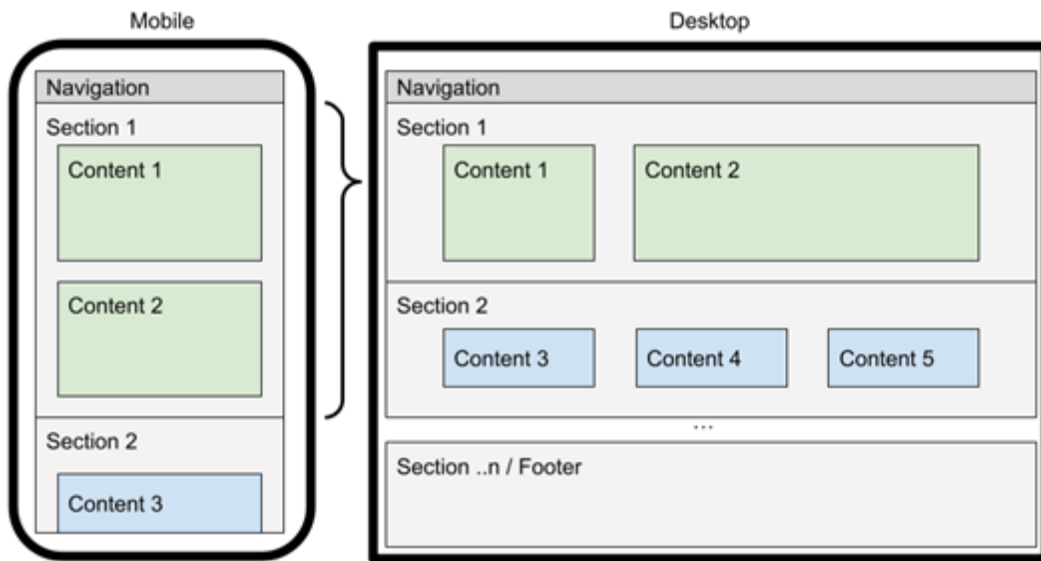 Mobile
Navigation
Section 1
Content 1
Content 2
Section 2
Content 3
Desktop
Navigation
Section 1
Content 1
Content 2
Section 2
Content 3
Content 4
Content 5
...
Section ..n / Footer